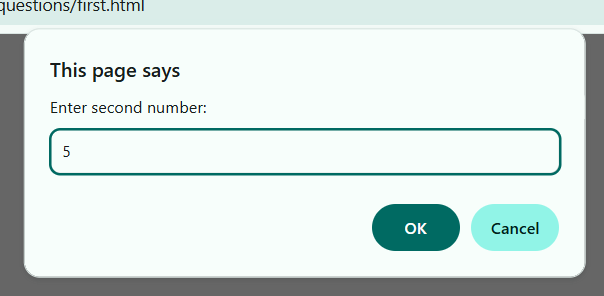 questions/first.html
This page says
Enter second number:
5
OK
Cancel